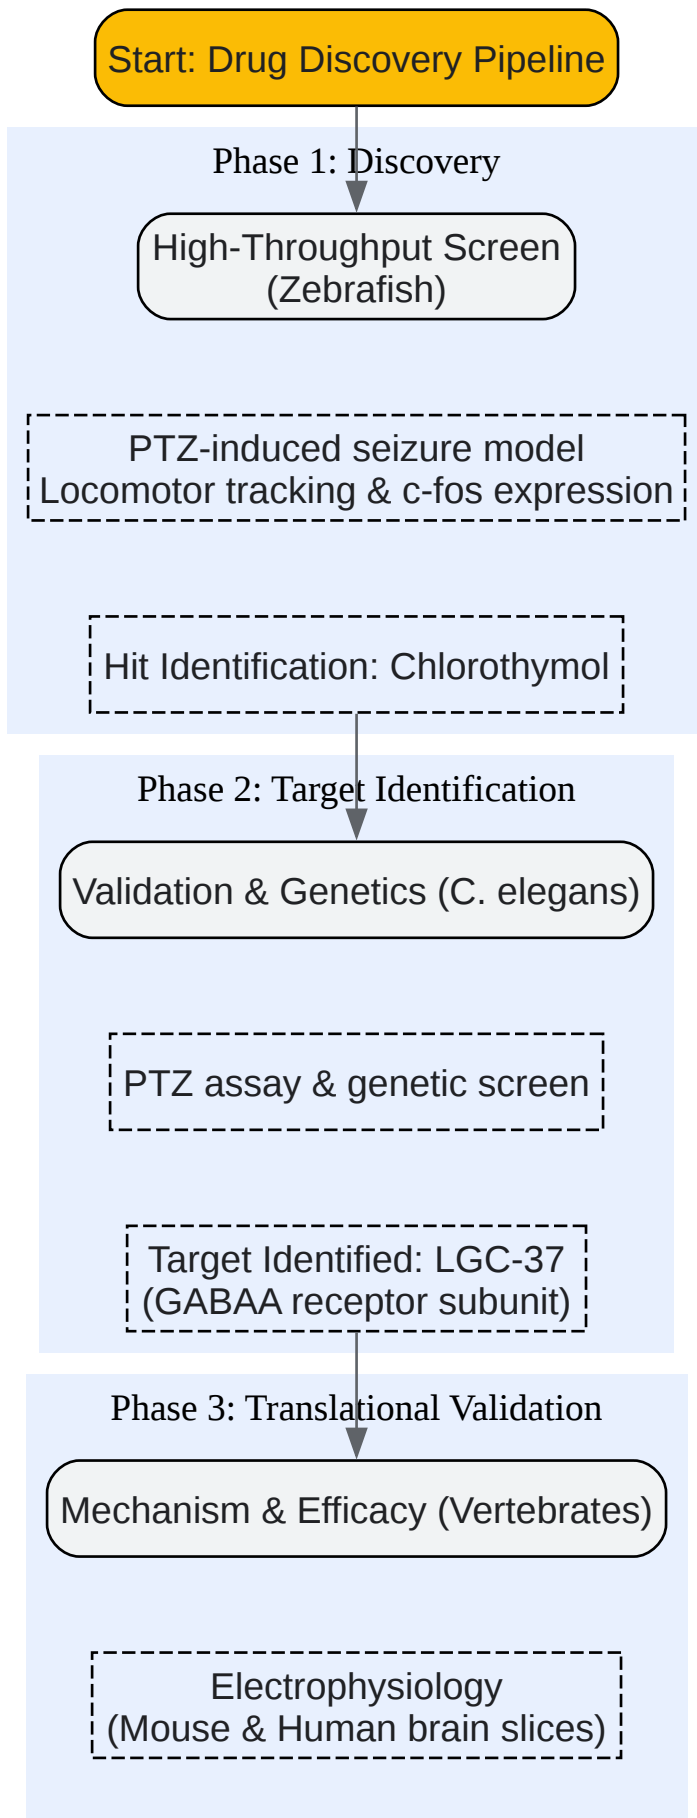 Start: Drug Discovery Pipeline
Phase 1: Discovery
High-Throughput Screen
(Zebrafish)
PTZ-induced seizure model
Locomotor tracking & c-fos expression
Hit Identification: Chlorothymol
Phase 2: Target Identification
Validation & Genetics (C. elegans)
PTZ assay & genetic screen
Target Identified: LGC-37
(GABAA receptor subunit)
Phase 3: Translational Validation
Mechanism & Efficacy (Vertebrates)
Electrophysiology
(Mouse & Human brain slices)